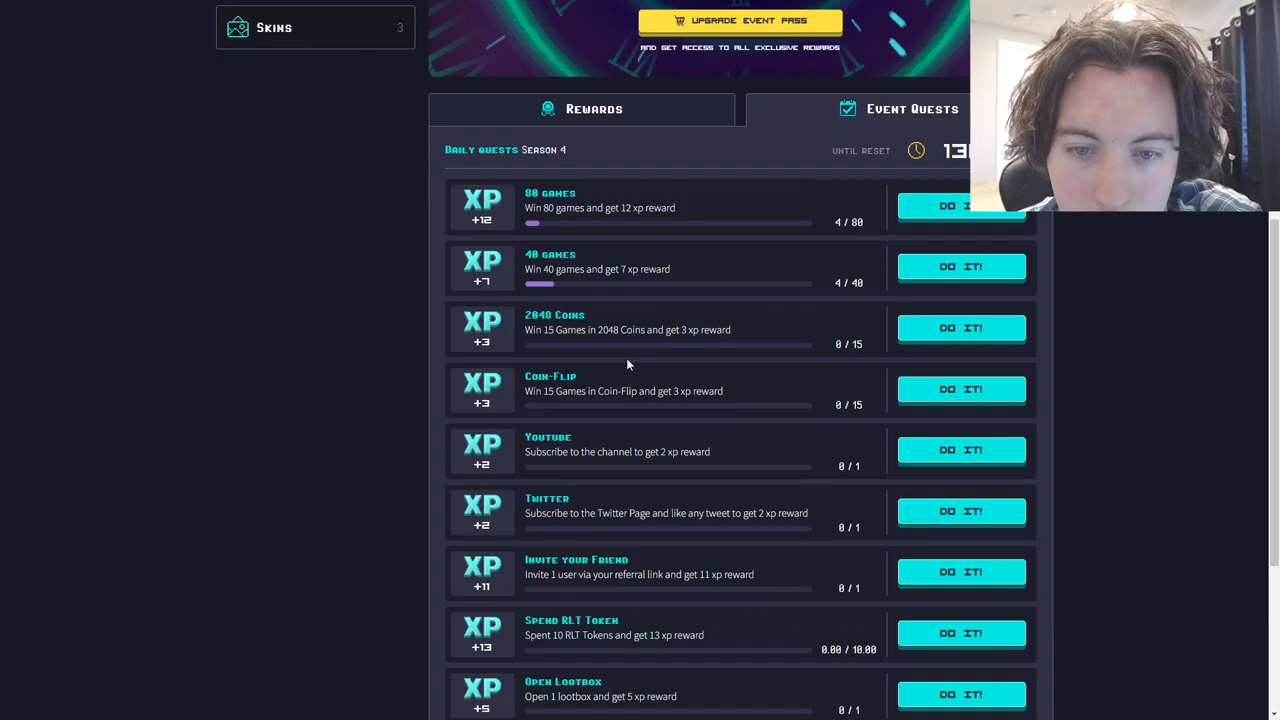 Skins 3
UPGRADE EVENT PASS
AND GET ACCESS TO ALL EXCLUSIVE REWARDS
Rewards
Event Quests
Daily quests Season 4
UNTIL RESET
XP +12
80 games
Win 80 games and get 12 xp reward
4 / 80
XP +7
40 games
Win 40 games and get 7 xp reward
4 / 40
DO IT!
XP +3
2048 Coins
Win 15 Games in 2048 Coins and get 3 xp reward
0 / 15
DO IT!
XP +3
Coin-Flip
Win 15 Games in Coin-Flip and get 3 xp reward
0 / 15
DO IT!
XP +2
Youtube
Subscribe to the channel to get 2 xp reward
0 / 1
DO IT!
XP +2
Twitter
Subscribe to the Twitter Page and like any tweet to get 2 xp reward
0 / 1
DO IT!
XP +11
Invite your Friend
Invite 1 user via your referral link and get 11 xp reward
0 / 1
DO IT!
XP +13
Spend RLT Token
Spent 10 RLT Tokens and get 13 xp reward
0.00 / 10.00
DO IT!
XP +5
Open Lootbox
Open 1 lootbox and get 5 xp reward
0 / 1
DO IT!